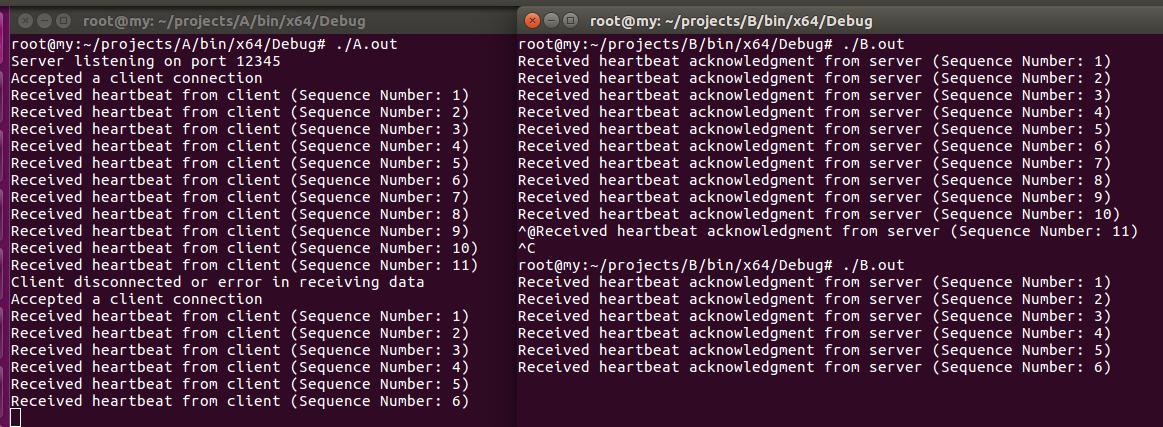 root@my: ~/projects/A/bin/x64/Debug
root@my:~/projects/A/bin/x64/Debug# ./A.out
Server listening on port 12345
Accepted a client connection
Received heartbeat from client (Sequence Number: 1)
Received heartbeat from client (Sequence Number: 2)
Received heartbeat from client (Sequence Number: 3)
Received heartbeat from client (Sequence Number: 4)
Received heartbeat from client (Sequence Number: 5)
Received heartbeat from client (Sequence Number: 6)
Received heartbeat from client (Sequence Number: 7)
Received heartbeat from client (Sequence Number: 8)
Received heartbeat from client (Sequence Number: 9)
Received heartbeat from client (Sequence Number: 10)
Received heartbeat from client (Sequence Number: 11)
Client disconnected or error in receiving data
Accepted a client connection
Received heartbeat from client (Sequence Number: 1)
Received heartbeat from client (Sequence Number: 2)
Received heartbeat from client (Sequence Number: 3)
Received heartbeat from client (Sequence Number: 4)
Received heartbeat from client (Sequence Number: 5)
Received heartbeat from client (Sequence Number: 6)
root@my: ~/projects/B/bin/x64/Debug
root@my:~/projects/B/bin/x64/Debug# ./B.out
Received heartbeat acknowledgment from server (Sequence Number: 1)
Received heartbeat acknowledgment from server (Sequence Number: 2)
Received heartbeat acknowledgment from server (Sequence Number: 3)
Received heartbeat acknowledgment from server (Sequence Number: 4)
Received heartbeat acknowledgment from server (Sequence Number: 5)
Received heartbeat acknowledgment from server (Sequence Number: 6)
Received heartbeat acknowledgment from server (Sequence Number: 7)
Received heartbeat acknowledgment from server (Sequence Number: 8)
Received heartbeat acknowledgment from server (Sequence Number: 9)
Received heartbeat acknowledgment from server (Sequence Number: 10)
^@Received heartbeat acknowledgment from server (Sequence Number: 11)
^C
root@my:~/projects/B/bin/x64/Debug# ./B.out
Received heartbeat acknowledgment from server (Sequence Number: 1)
Received heartbeat acknowledgment from server (Sequence Number: 2)
Received heartbeat acknowledgment from server (Sequence Number: 3)
Received heartbeat acknowledgment from server (Sequence Number: 4)
Received heartbeat acknowledgment from server (Sequence Number: 5)
Received heartbeat acknowledgment from server (Sequence Number: 6)